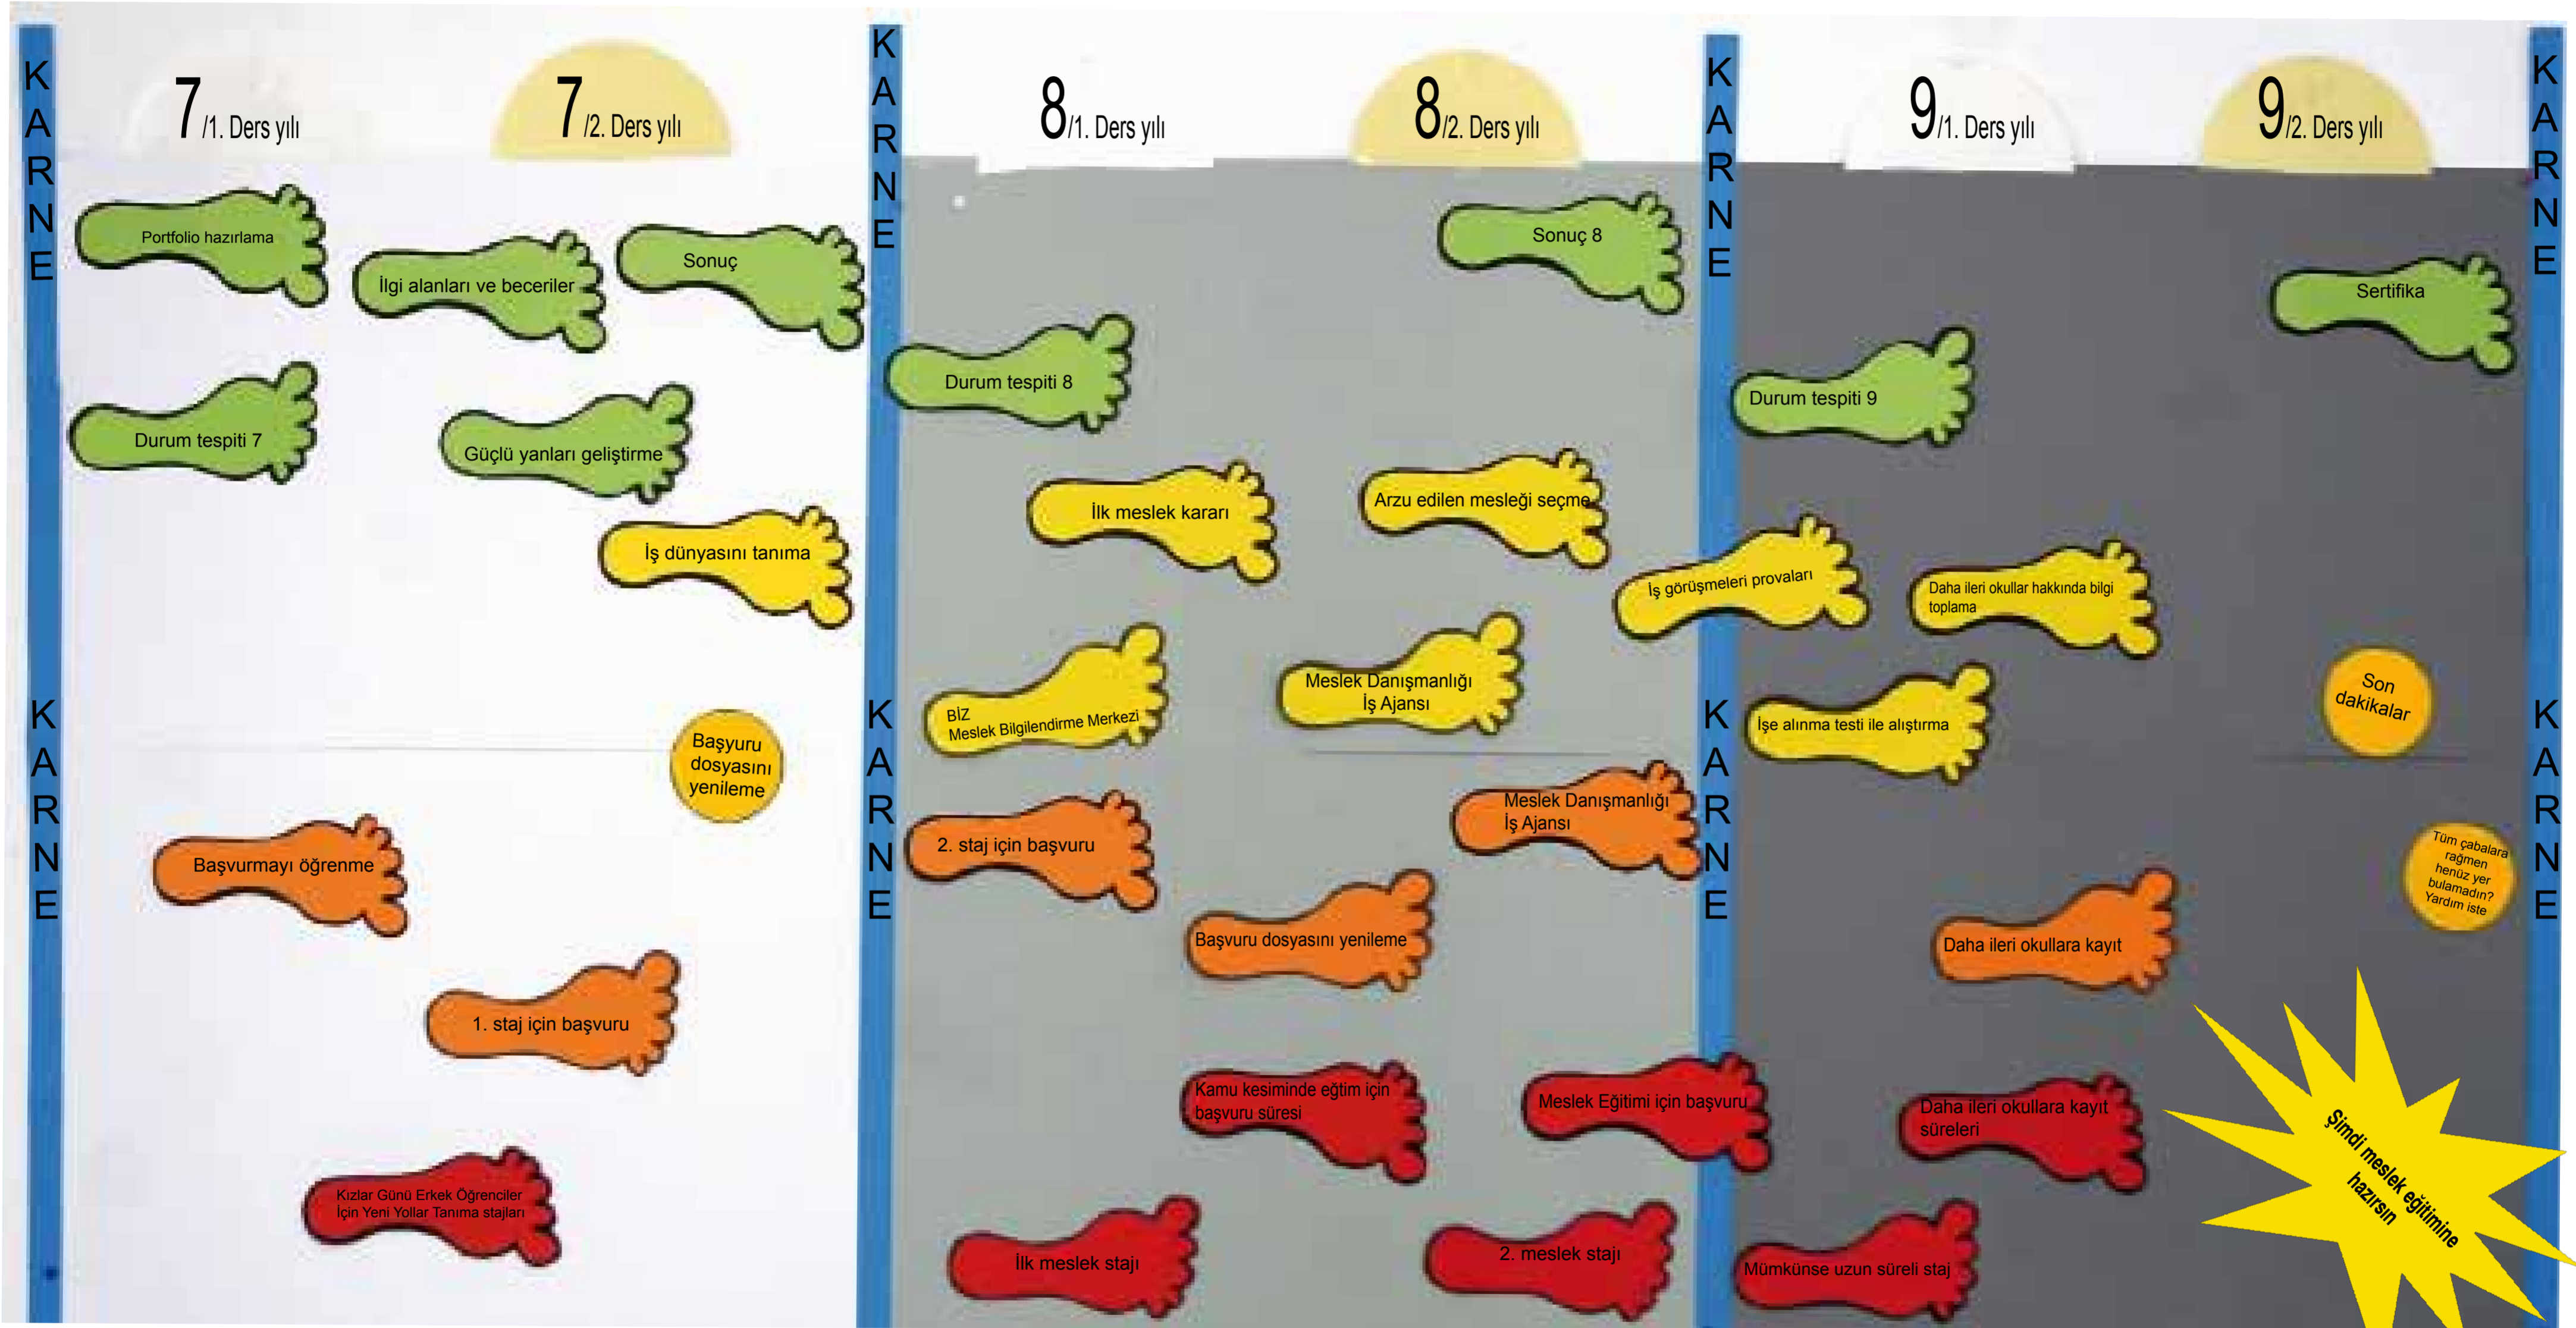 KARNE
7/1. Ders yılı
7/2. Ders yılı
KARNE
8/1. Ders yılı
8/2. Ders yılı
KARNE
9/1. Ders yılı
9/2. Ders yılı
KARNE
Portfolio hazırlama
İlgi alanları ve beceriler
Sonuç
Durum tespiti 7
Güçlü yanları geliştirme
İş dünyasını tanıma
KARNE
Başyuru
dosyasını
yenileme
Başvurmayı öğrenme
1. staj için başvuru
Kızlar Günü Erkek Öğrenciler
İçin Yeni Yollar Tanıma stajları
Sonuç 8
Durum tespiti 8
İlk meslek kararı
Arzu edilen mesleği seçme
BİZ
Meslek Bilgilendirme Merkezi
Meslek Danışmanlığı
İş Ajansı
KARNE
2. staj için başvuru
Meslek Danışmanlığı
İş Ajansı
Başvuru dosyasını yenileme
Kamu kesiminde eğtim için
başvuru süresi
Meslek Eğitimi için başvuru
İlk meslek stajı
2. meslek stajı
Sertifika
Durum tespiti 9
İş görüşmeleri provaları
Daha ileri okullar hakkında bilgi
toplama
İşe alınma testi ile alıştırma
KARNE
Son
dakikalar
KARNE
Tüm çabalara
rağmen
henüz yer
bulamadın?
Yardım iste
Daha ileri okullara kayıt
Daha ileri okullara kayıt
süreleri
Mümkünse uzun süreli staj
Şimdi meslek eğitimine
hazırsın